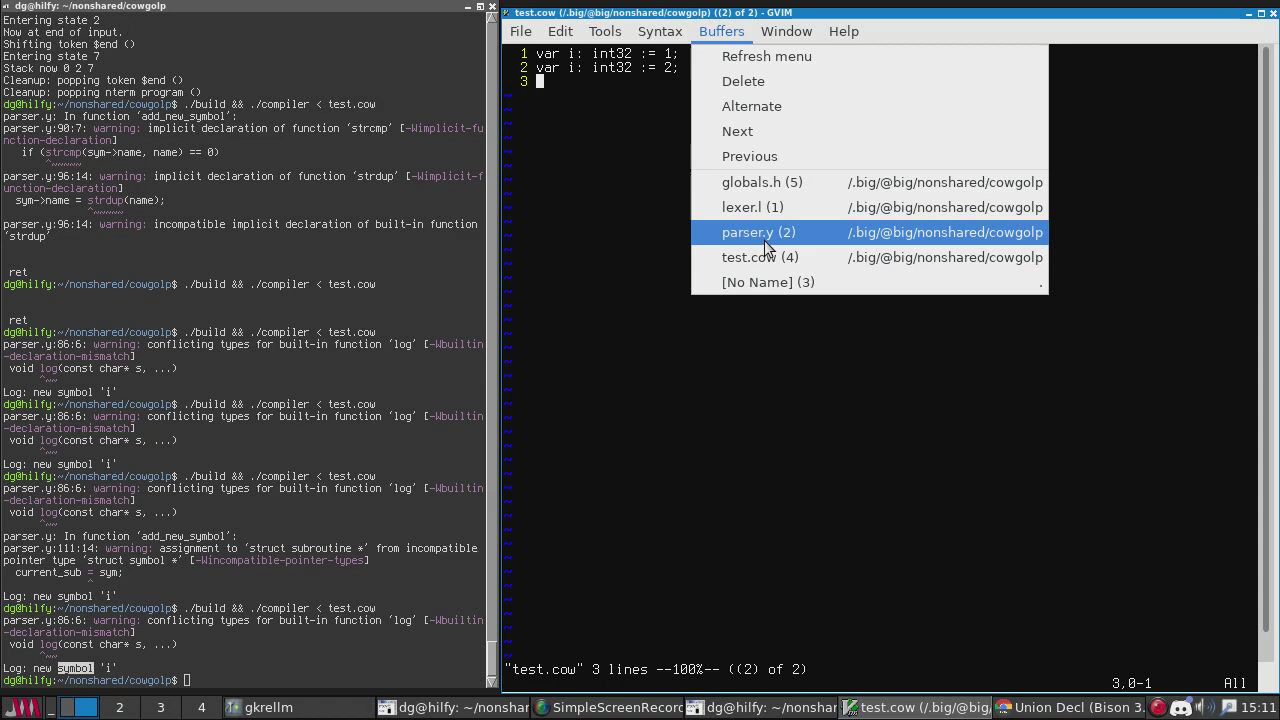 dg@hilfy: ~/nonshared/cowgolp
Entering state 2
Now at end of input.
Shifting token $end ()
Entering state 7
Stack now 0 2 7
Cleanup: popping token $end ()
Cleanup: popping nterm program ()
dg@hilfy:~/nonshared/cowgolp$ ./build && ./compiler < test.cow
parser.y: In function ‘add_new_symbol’:
parser.y:90:7: warning: implicit declaration of function ‘strcmp’ [-Wimplicit-fu
nction-declaration]
if (strcmp(sym->name, name) == 0)
^~~~~~
parser.y:96:14: warning: implicit declaration of function ‘strdup’ [-Wimplicit-f
unction-declaration]
sym->name = strdup(name);
^~~~~~
parser.y:96:14: warning: incompatible implicit declaration of built-in function
‘strdup’
ret
dg@hilfy:~/nonshared/cowgolp$ ./build && ./compiler < test.cow
ret
dg@hilfy:~/nonshared/cowgolp$ ./build && ./compiler < test.cow
parser.y:86:6: warning: conflicting types for built-in function ‘log’ [-Wbuiltin
-declaration-mismatch]
void log(const char* s, ...)
^~~
Log: new symbol 'i'
dg@hilfy:~/nonshared/cowgolp$ ./build && ./compiler < test.cow
parser.y:86:6: warning: conflicting types for built-in function ‘log’ [-Wbuiltin
-declaration-mismatch]
void log(const char* s, ...)
^~~
Log: new symbol 'i'
dg@hilfy:~/nonshared/cowgolp$ ./build && ./compiler < test.cow
parser.y:86:6: warning: conflicting types for built-in function ‘log’ [-Wbuiltin
-declaration-mismatch]
void log(const char* s, ...)
^~~
parser.y: In function ‘add_new_symbol’:
parser.y:111:14: warning: assignment to ‘struct subroutine *’ from incompatible
pointer type ‘struct symbol *’ [-Wincompatible-pointer-types]
current_sub = sym;
^
Log: new symbol 'i'
dg@hilfy:~/nonshared/cowgolp$ ./build && ./compiler < test.cow
parser.y:86:6: warning: conflicting types for built-in function ‘log’ [-Wbuiltin
-declaration-mismatch]
void log(const char* s, ...)
^~~
Log: new symbol 'i'
dg@hilfy:~/nonshared/cowgolp$
test.cow (/.big/@big/nonshared/cowgolp) ((2) of 2) - GVIM
File Edit Tools Syntax Buffers Window Help
1 var i: int32 := 1;
2 var i: int32 := 2;
3
Refresh menu
Delete
Alternate
Next
Previous
globals.h (5) /.big/@big/nonshared/cowgolp
lexer.l (1) /.big/@big/nonshared/cowgolp
parser.y (2) /.big/@big/nonshared/cowgolp
test.cow (4) /.big/@big/nonshared/cowgolp
[No Name] (3) .
"test.cow" 3 lines --100%-- ((2) of 2)
3,0-1 All
2 3 4 gkrellm dg@hilfy: ~/nonshar SimpleScreenRecor dg@hilfy: ~/nonshar test.cow (/.big/@big/ Union Decl (Bison 3. 15:11